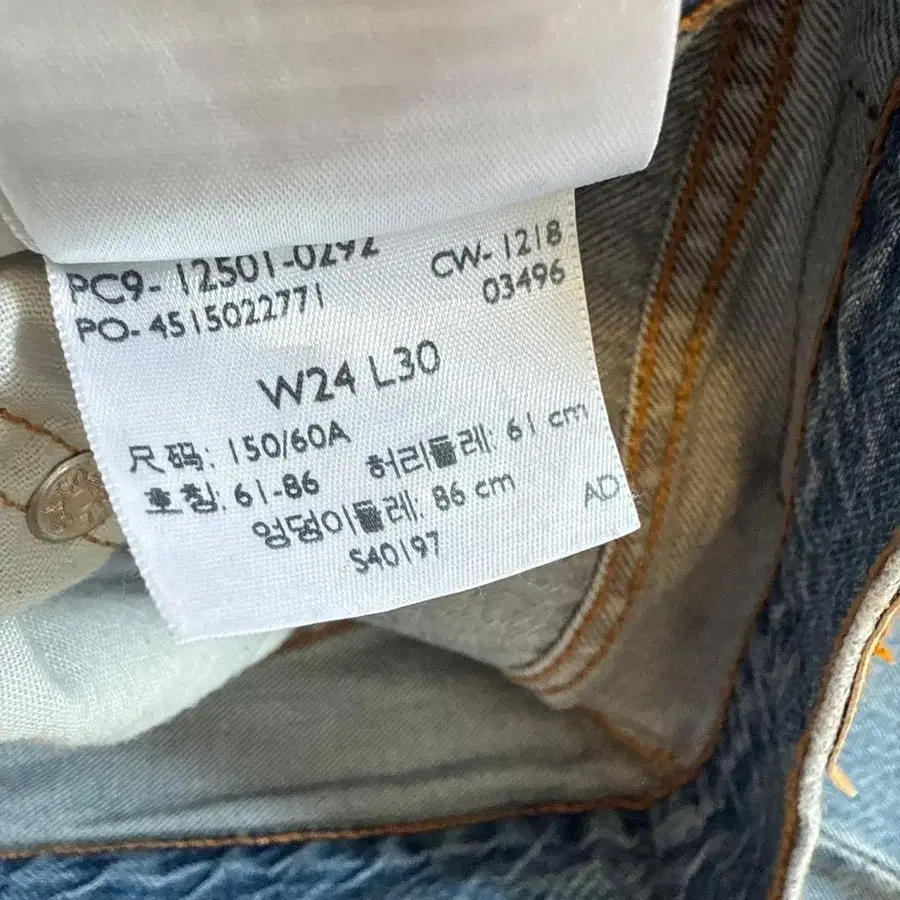 PC9- 12501-0292
CW- 1218
PO- 4515022771
03496
W24 L30
尺码: 150/60A
호칭: 61-86
허리둘레: 61 cm
엉덩이둘레: 86 cm
AD
S40197